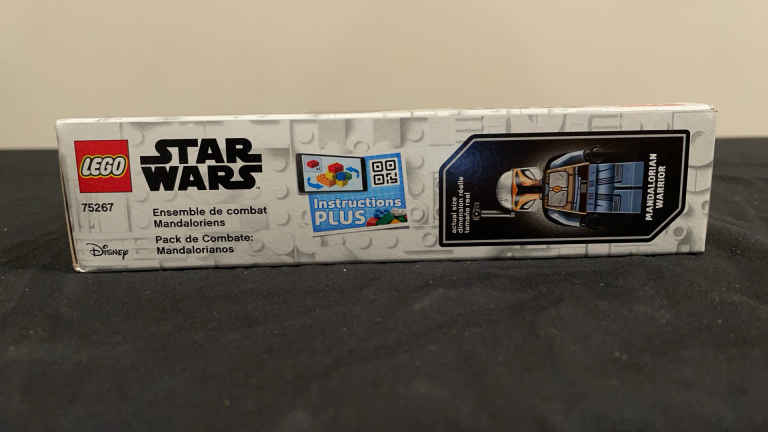 LEGO
STAR
WARS
TM
75267
Ensemble de combat
Mandaloriens
Pack de Combate:
Mandalorianos
Disney
Instructions
PLUS
actual size
dimension réelle
tamaño real
MANDALORIAN
WARRIOR